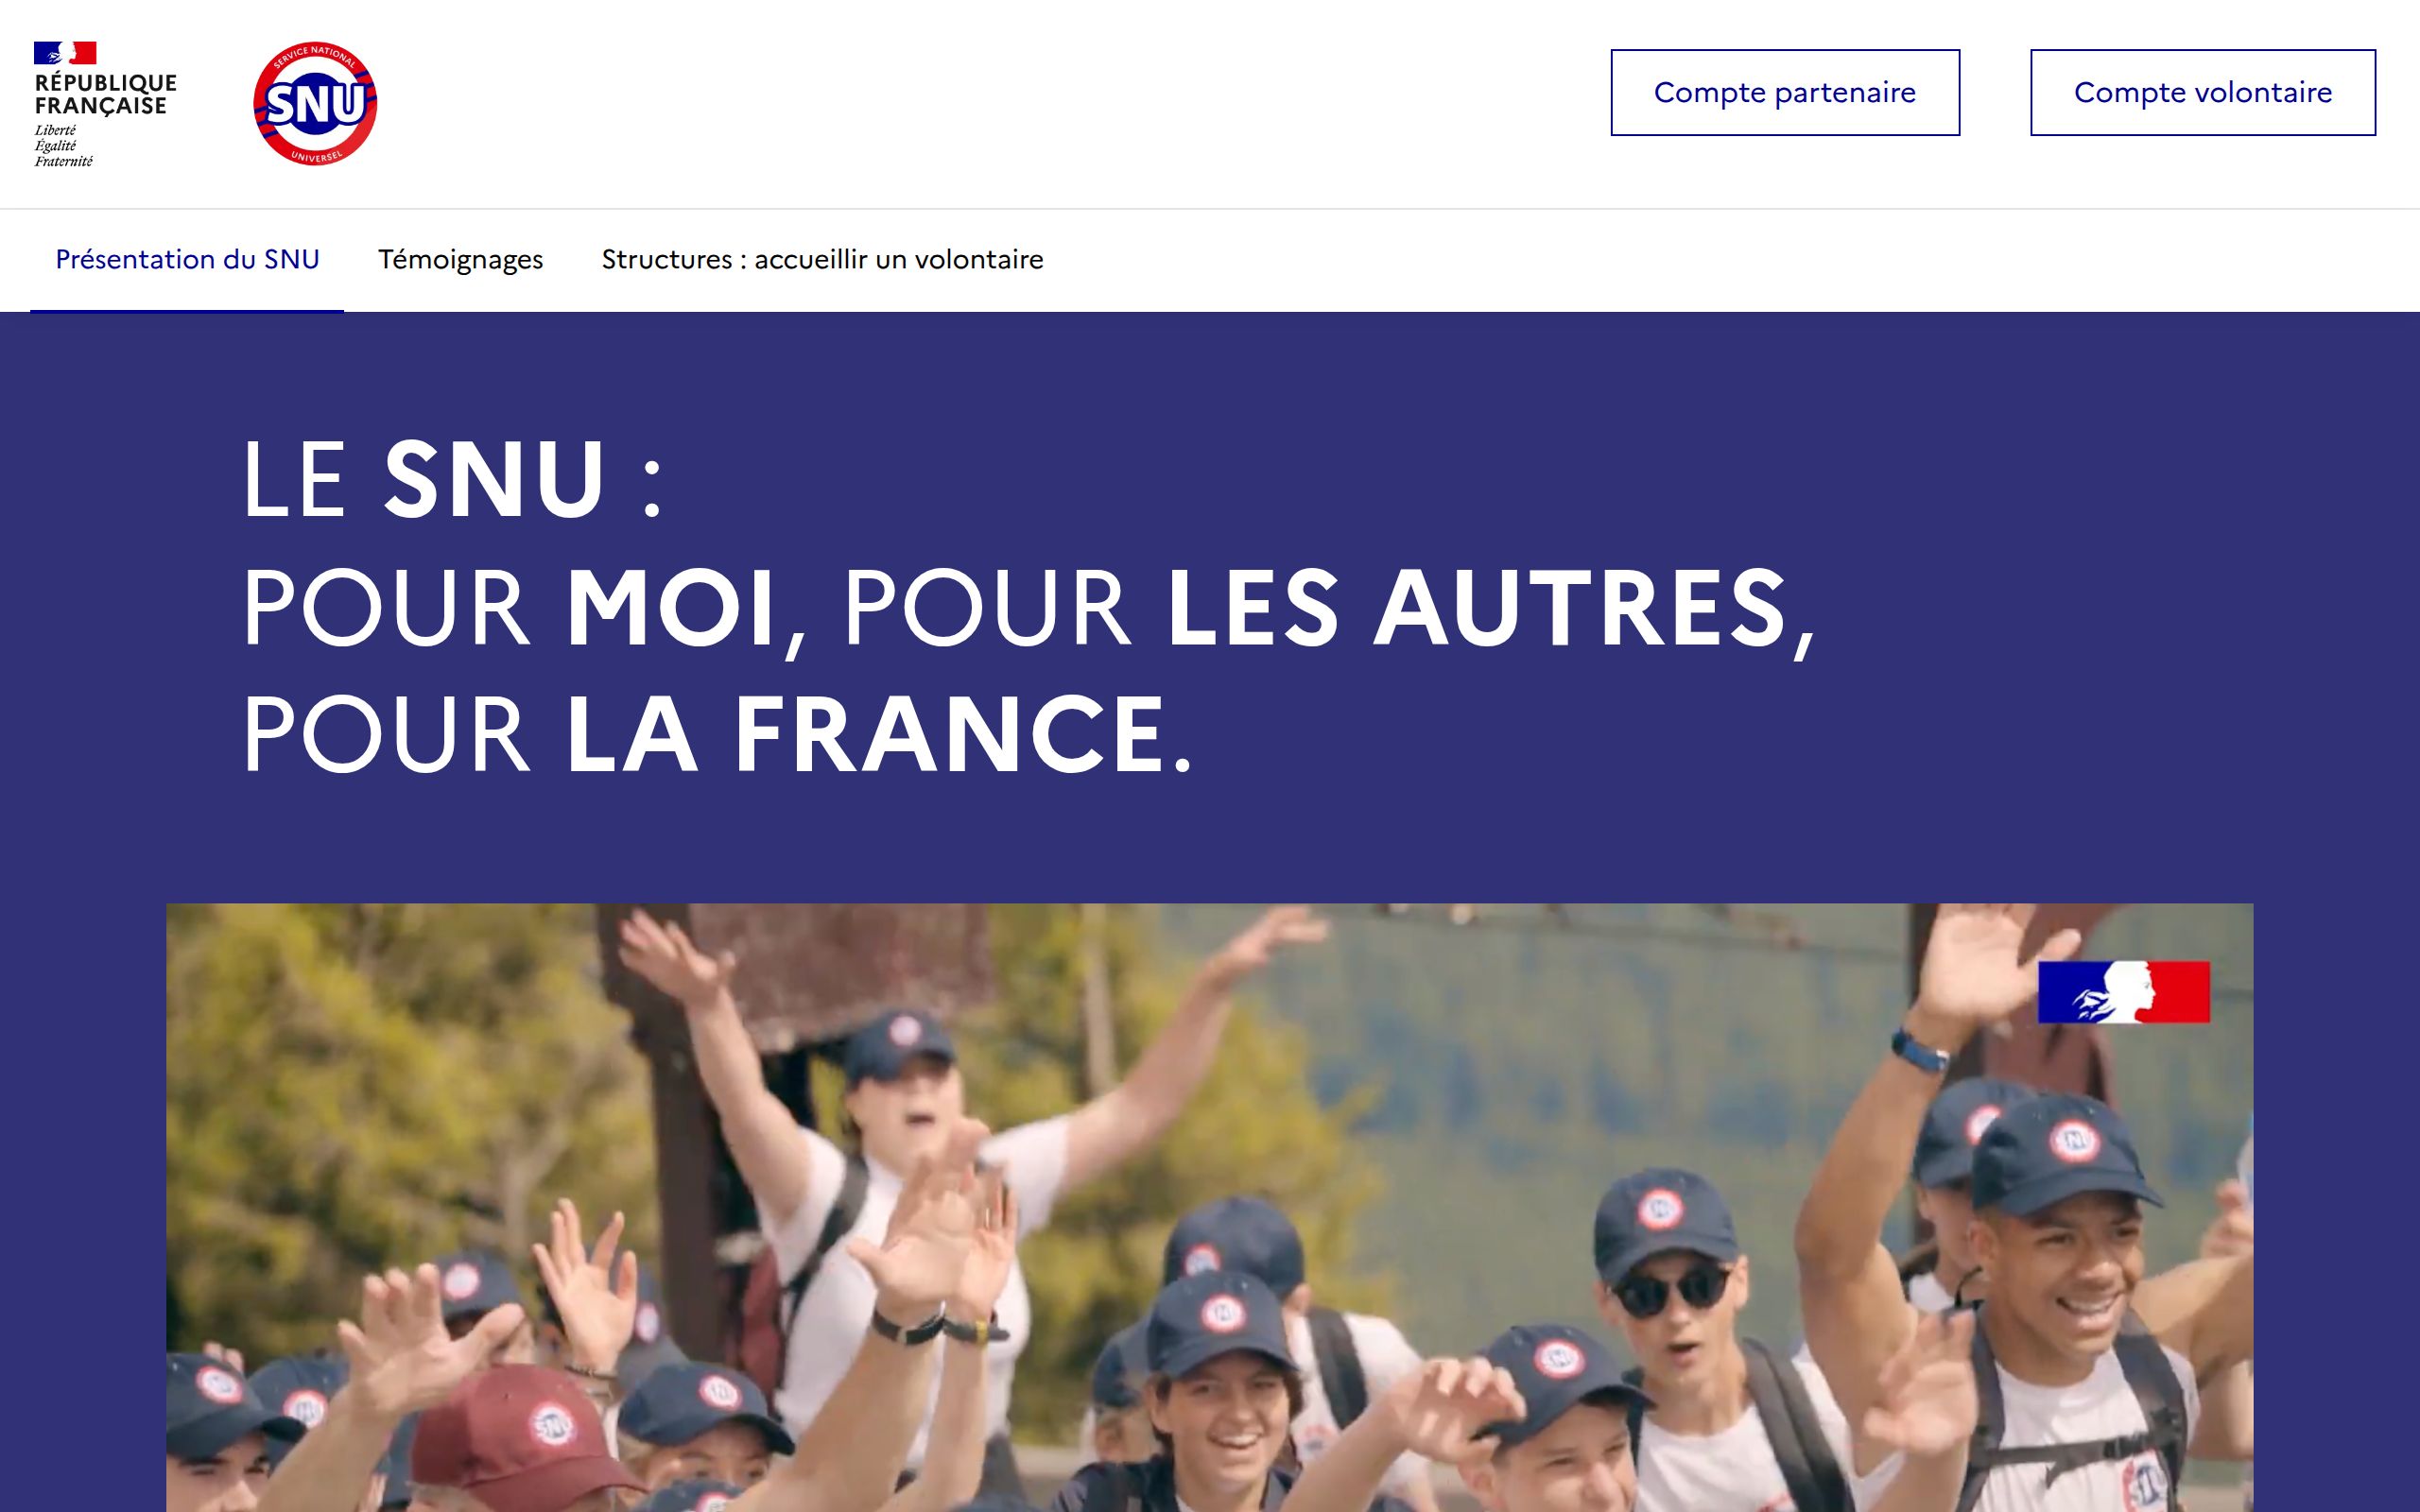 RÉPUBLIQUE
FRANÇAISE
Liberté
Égalité
Fraternité
SERVICE NATIONAL
SNU
UNIVERSEL
Compte partenaire
Compte volontaire
Présentation du SNU
Témoignages
Structures : accueillir un volontaire
LE SNU :
POUR MOI, POUR LES AUTRES,
POUR LA FRANCE.
SNU